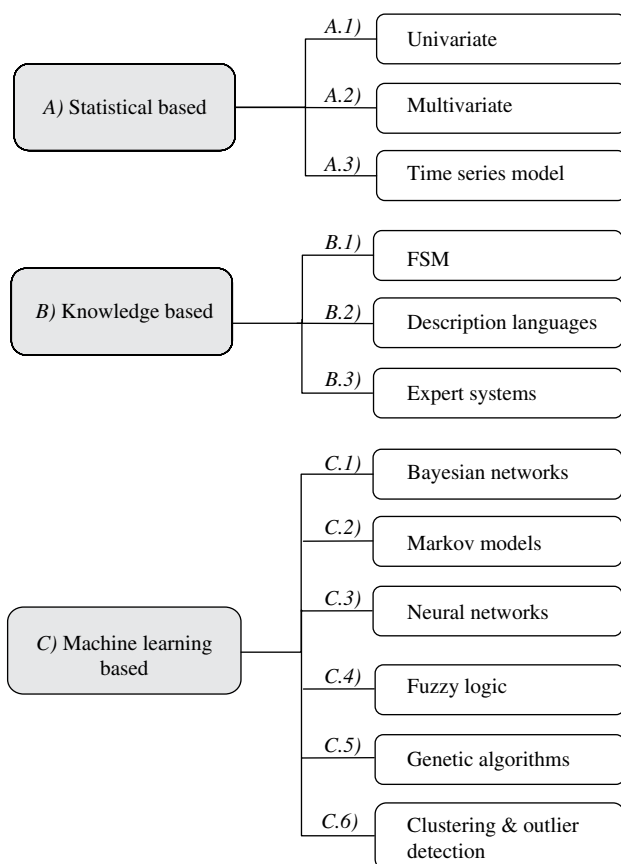 A) Statistical based
A.1) Univariate
A.2) Multivariate
A.3) Time series model
B) Knowledge based
B.1) FSM
B.2) Description languages
B.3) Expert systems
C) Machine learning
based
C.1) Bayesian networks
C.2) Markov models
C.3) Neural networks
C.4) Fuzzy logic
C.5) Genetic algorithms
C.6) Clustering & outlier
detection